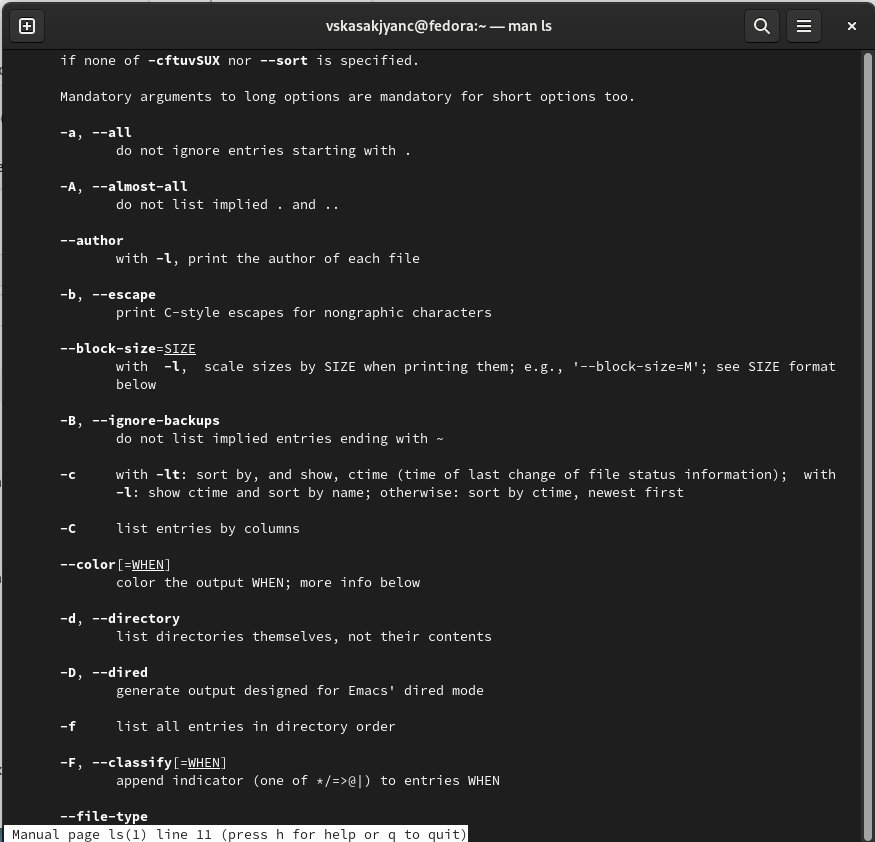 vskasakjyanc@fedora:~ — man ls
if none of -cftuvSUX nor --sort is specified.
Mandatory arguments to long options are mandatory for short options too.
-a, --all
do not ignore entries starting with .
-A, --almost-all
do not list implied . and ..
--author
with -l, print the author of each file
-b, --escape
print C-style escapes for nongraphic characters
--block-size=SIZE
with  -l,  scale sizes by SIZE when printing them; e.g., '--block-size=M'; see SIZE format
below
-B, --ignore-backups
do not list implied entries ending with ~
-c     with -lt: sort by, and show, ctime (time of last change of file status information);  with
-l: show ctime and sort by name; otherwise: sort by ctime, newest first
-C     list entries by columns
--color[=WHEN]
color the output WHEN; more info below
-d, --directory
list directories themselves, not their contents
-D, --dired
generate output designed for Emacs' dired mode
-f     list all entries in directory order
-F, --classify[=WHEN]
append indicator (one of */=>@|) to entries WHEN
--file-type
Manual page ls(1) line 11 (press h for help or q to quit)